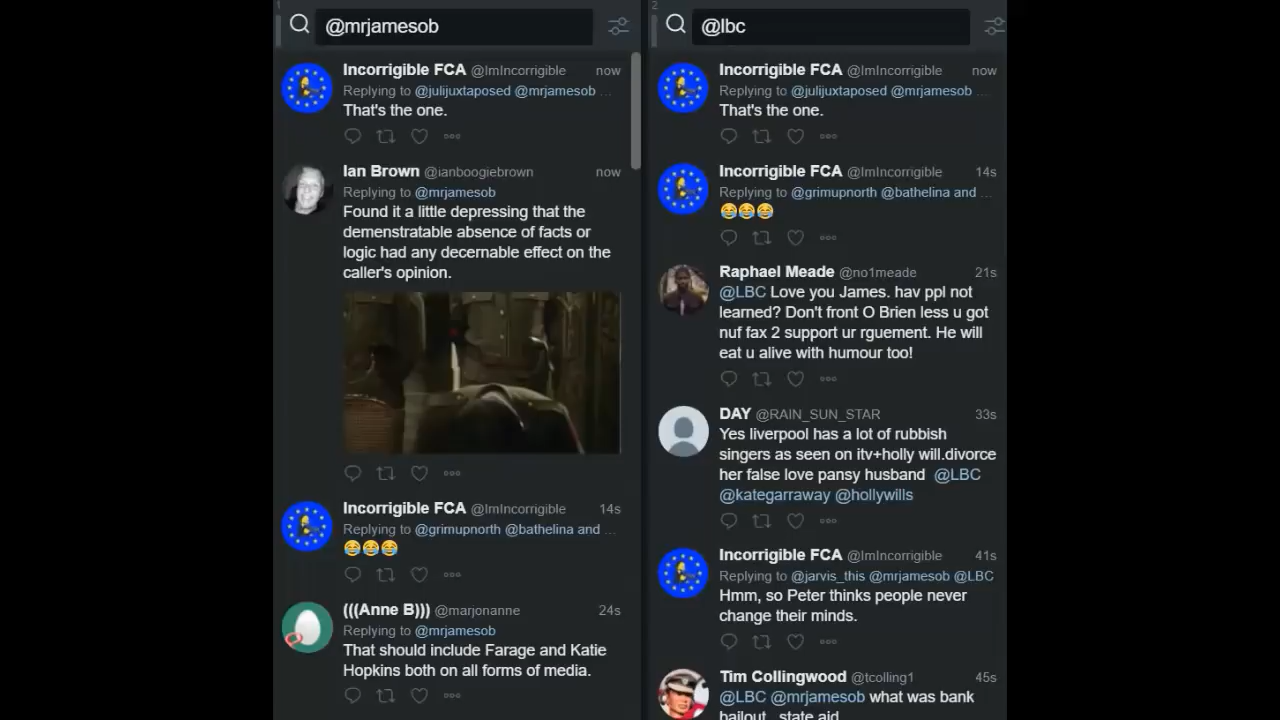 1
@mrjamesob
Incorrigible FCA @ImIncorrigible now
Replying to @julijuxtaposed @mrjamesob ...
That's the one.
Ian Brown @ianboogiebrown now
Replying to @mrjamesob
Found it a little depressing that the
demenstratable absence of facts or
logic had any decernable effect on the
caller's opinion.
Incorrigible FCA @ImIncorrigible 14s
Replying to @grimupnorth @bathelina and ...
😂😂😂
(((Anne B))) @marjonanne 24s
Replying to @mrjamesob
That should include Farage and Katie
Hopkins both on all forms of media.
2
@lbc
Incorrigible FCA @ImIncorrigible now
Replying to @julijuxtaposed @mrjamesob ...
That's the one.
Incorrigible FCA @ImIncorrigible 14s
Replying to @grimupnorth @bathelina and ...
😂😂😂
Raphael Meade @no1meade 21s
@LBC Love you James. hav ppl not
learned? Don't front O Brien less u got
nuf fax 2 support ur rguement. He will
eat u alive with humour too!
DAY @RAIN_SUN_STAR 33s
Yes liverpool has a lot of rubbish
singers as seen on itv+holly will.divorce
her false love pansy husband @LBC
@kategarraway @hollywills
Incorrigible FCA @ImIncorrigible 41s
Replying to @jarvis_this @mrjamesob @LBC
Hmm, so Peter thinks people never
change their minds.
Tim Collingwood @tcolling1 45s
@LBC @mrjamesob what was bank
bailout.. state aid